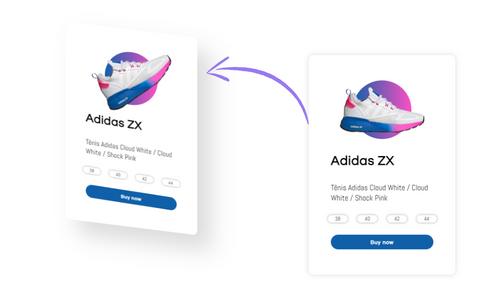 Adidas ZX
Tênis Adidas Cloud White / Cloud
White / Shock Pink
38 40 42 44
Buy now
Adidas ZX
Tênis Adidas Cloud White / Cloud
White / Shock Pink
38 40 42 44
Buy now